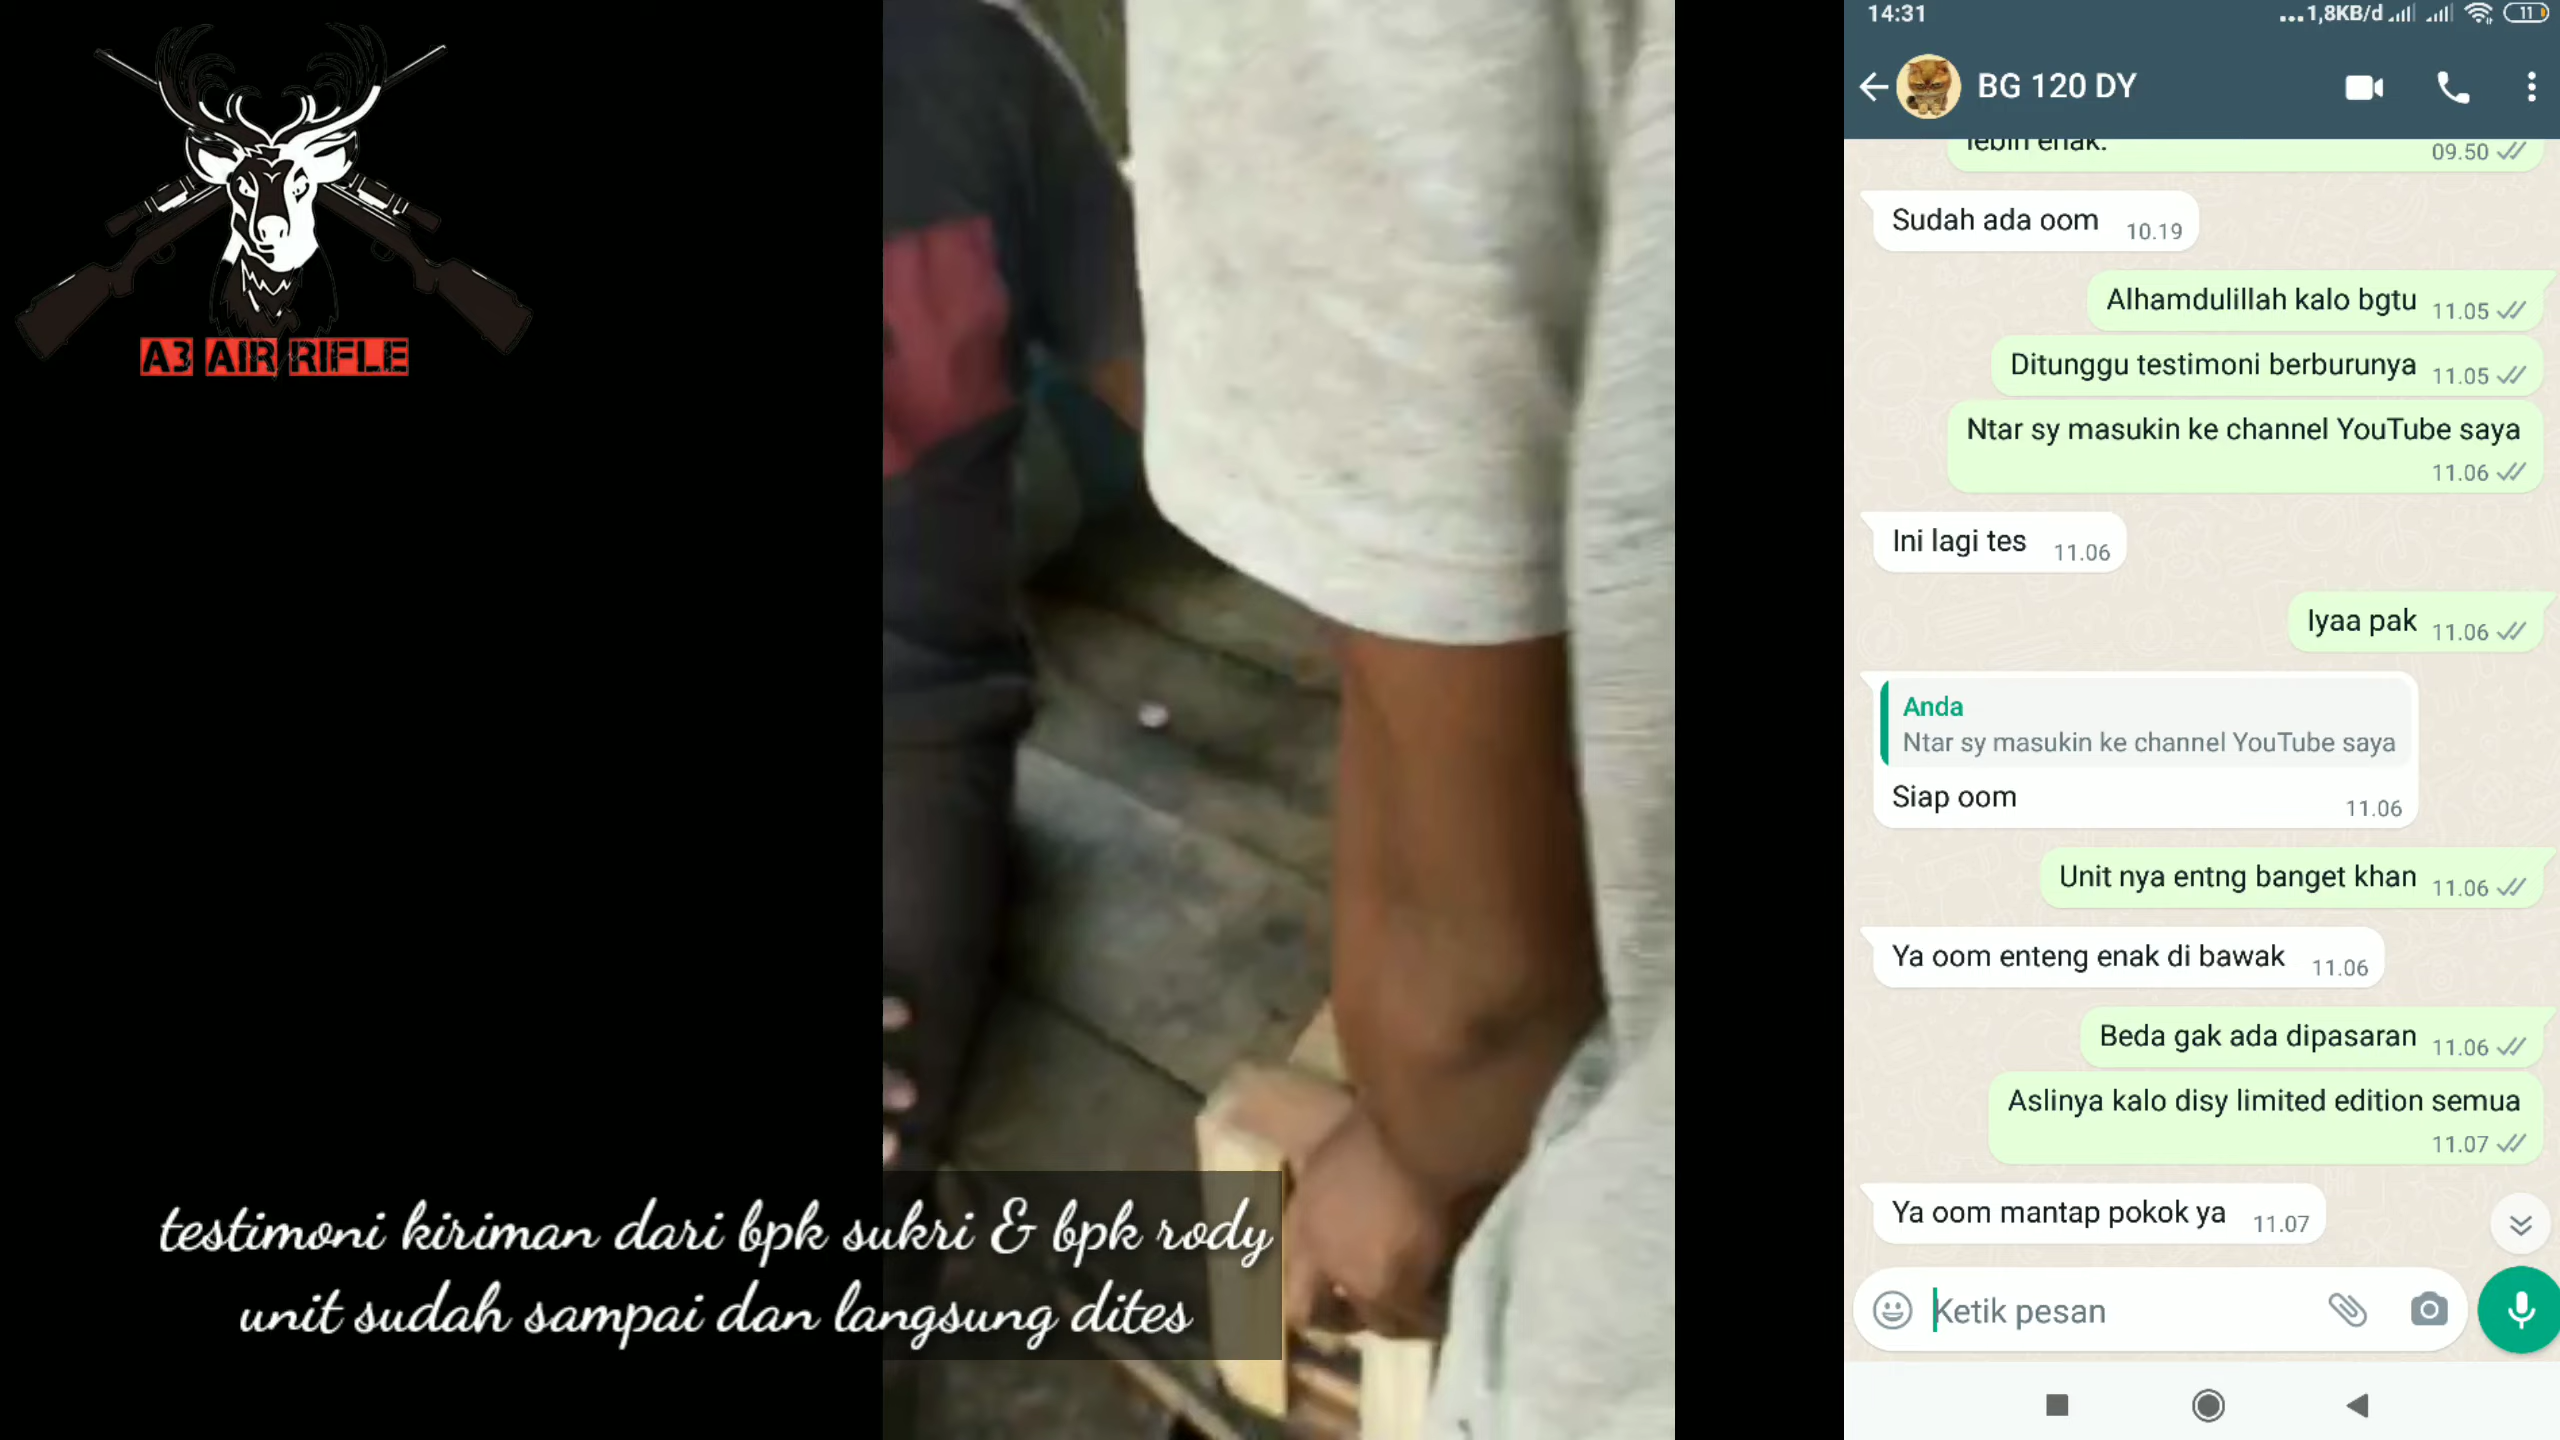 A3 AIR RIFLE
testimoni kiriman dari bpk sukri & bpk rody
unit sudah sampai dan langsung dites
14:31
...1,8KB/d
11
BG 120 DY
lebih enak.
09.50
Sudah ada oom 10.19
Alhamdulillah kalo bgtu 11.05
Ditunggu testimoni berburunya 11.05
Ntar sy masukin ke channel YouTube saya
11.06
Ini lagi tes 11.06
Iyaa pak 11.06
Anda
Ntar sy masukin ke channel YouTube saya
Siap oom 11.06
Unit nya entng banget khan 11.06
Ya oom enteng enak di bawak 11.06
Beda gak ada dipasaran 11.06
Aslinya kalo disy limited edition semua
11.07
Ya oom mantap pokok ya 11.07
Ketik pesan